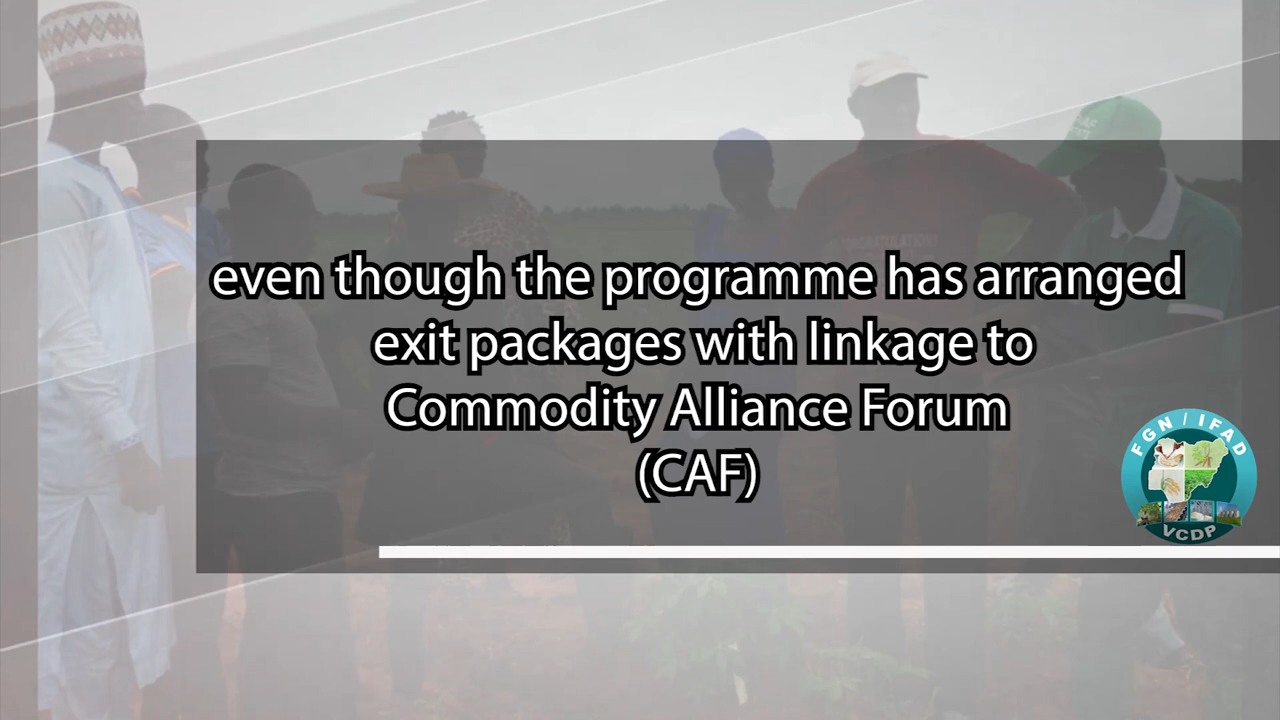 even though the programme has arranged
exit packages with linkage to
Commodity Alliance Forum
(CAF)
FGN / IFAD
VCDP